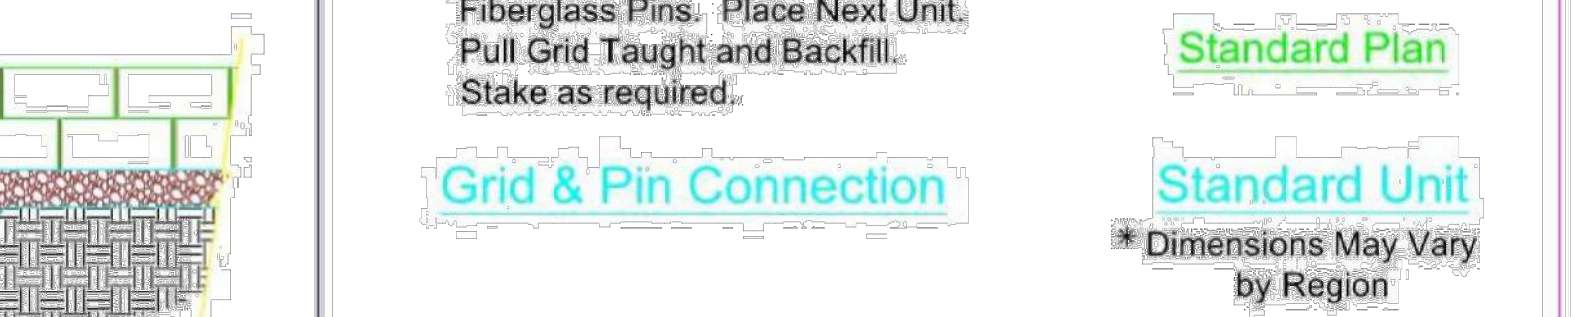 Fiberglass Pins. Place Next Unit.
Pull Grid Taught and Backfill.
Stake as required.
Grid & Pin Connection
Standard Plan
Standard Unit
* Dimensions May Vary
by Region